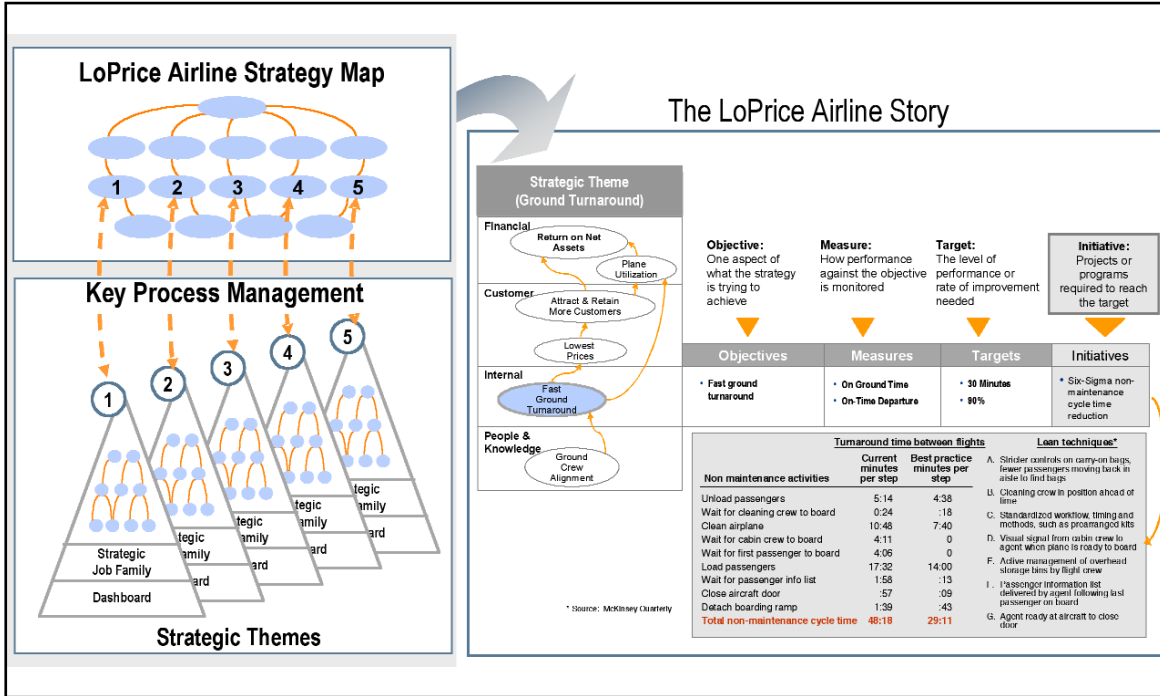 LoPrice Airline Strategy Map
1 2 3 4 5
Key Process Management
1
2
3
4
5
Strategic
Job Family
Dashboard
tegic
amily
ard
tegic
amily
ard
tegic
amily
ard
tegic
amily
ard
Strategic Themes
The LoPrice Airline Story
Strategic Theme
(Ground Turnaround)
Financial
Return on Net
Assets
Plane
Utilization
Customer
Attract & Retain
More Customers
Lowest
Prices
Internal
Fast
Ground
Turnaround
People &
Knowledge
Ground
Crew
Alignment
Objective:
One aspect of
what the strategy
is trying to
achieve
Measure:
How performance
against the objective
is monitored
Target:
The level of
performance or
rate of improvement
needed
Initiative:
Projects or
programs
required to reach
the target
Objectives Measures Targets Initiatives
• Fast ground
turnaround
• On Ground Time
• On-Time Departure
• 30 Minutes
• 90%
• Six-Sigma non-
maintenance
cycle time
reduction
Turnaround time between flights
Non maintenance activities
Current
minutes
per step
Best practice
minutes per
step
Unload passengers 5:14 4:38
Wait for cleaning crew to board 0:24 :18
Clean airplane 10:48 7:40
Wait for cabin crew to board 4:11 0
Wait for first passenger to board 4:06 0
Load passengers 17:32 14:00
Wait for passenger info list 1:58 :13
Close aircraft door :57 :09
Detach boarding ramp 1:39 :43
Total non-maintenance cycle time 48:18 29:11
Lean techniques*
A. Stricter controls on carry-on bags,
fewer passengers moving back in
aisle to find bags
B. Cleaning crew in position ahead of
time
C. Standardized workflow, timing and
methods, such as prearranged kits
D. Visual signal from cabin crew to
agent when plane is ready to board
Active management of overhead
storage bins by flight crew
Passenger information list
delivered by agent following last
passenger on board
G. Agent ready at aircraft to close
door
* Source: McKinney Quarterly